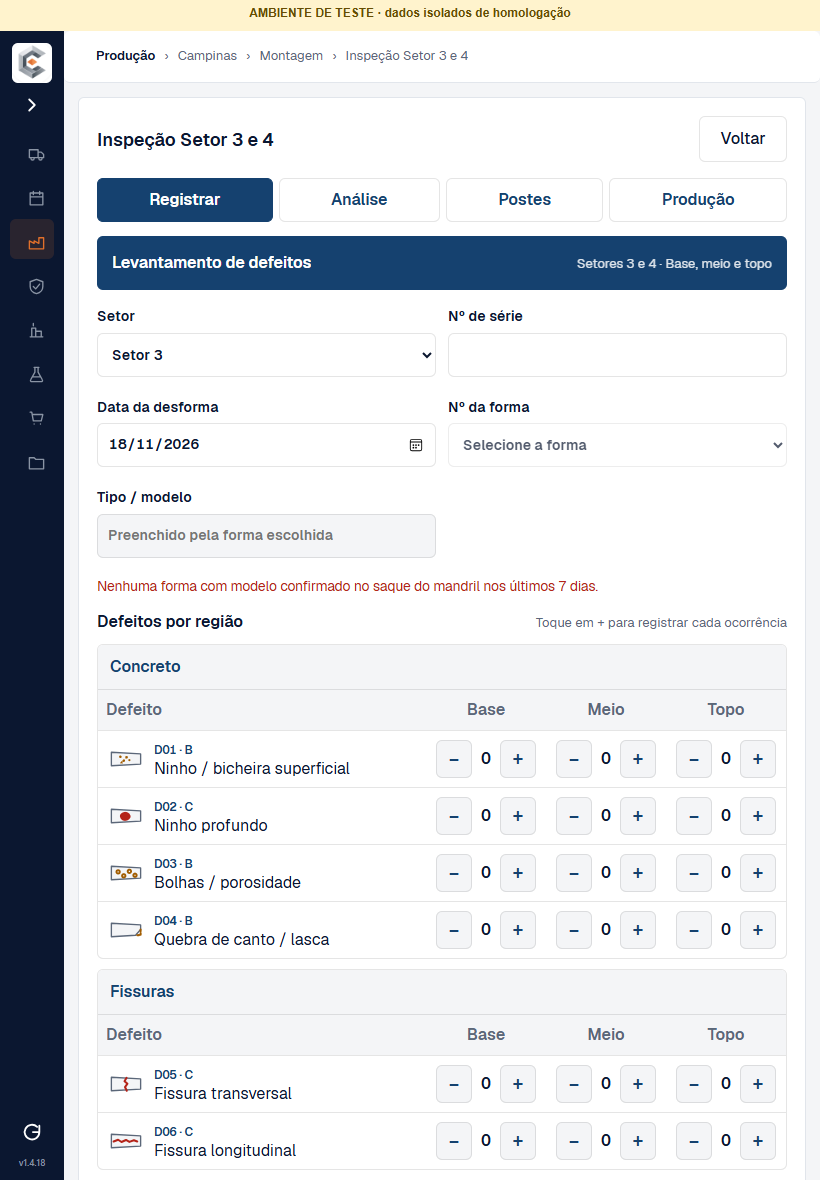 AMBIENTE DE TESTE · dados isolados de homologação
Produção › Campinas › Montagem › Inspeção Setor 3 e 4
Inspeção Setor 3 e 4
Voltar
Registrar
Análise
Postes
Produção
Levantamento de defeitos
Setores 3 e 4 · Base, meio e topo
Setor
Nº de série
Setor 3
Data da desforma
Nº da forma
18/11/2026
Selecione a forma
Tipo / modelo
Preenchido pela forma escolhida
Nenhuma forma com modelo confirmado no saque do mandril nos últimos 7 dias.
Defeitos por região
Toque em + para registrar cada ocorrência
Concreto
Defeito Base Meio Topo
D01 · B
Ninho / bicheira superficial
– 0 + – 0 + – 0 +
D02 · C
Ninho profundo
– 0 + – 0 + – 0 +
D03 · B
Bolhas / porosidade
– 0 + – 0 + – 0 +
D04 · B
Quebra de canto / lasca
– 0 + – 0 + – 0 +
Fissuras
Defeito Base Meio Topo
D05 · C
Fissura transversal
– 0 + – 0 + – 0 +
D06 · C
Fissura longitudinal
– 0 + – 0 + – 0 +
v1.4.18